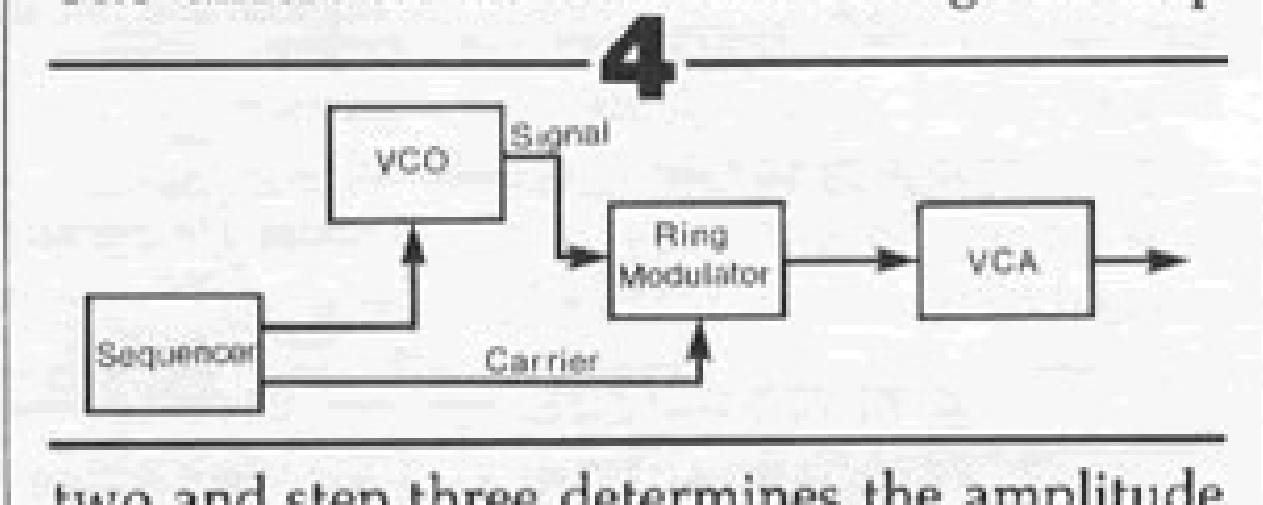 4
VCO
Signal
Ring
Modulator
VCA
Sequencer
Carrier
two and step three determines the amplitude